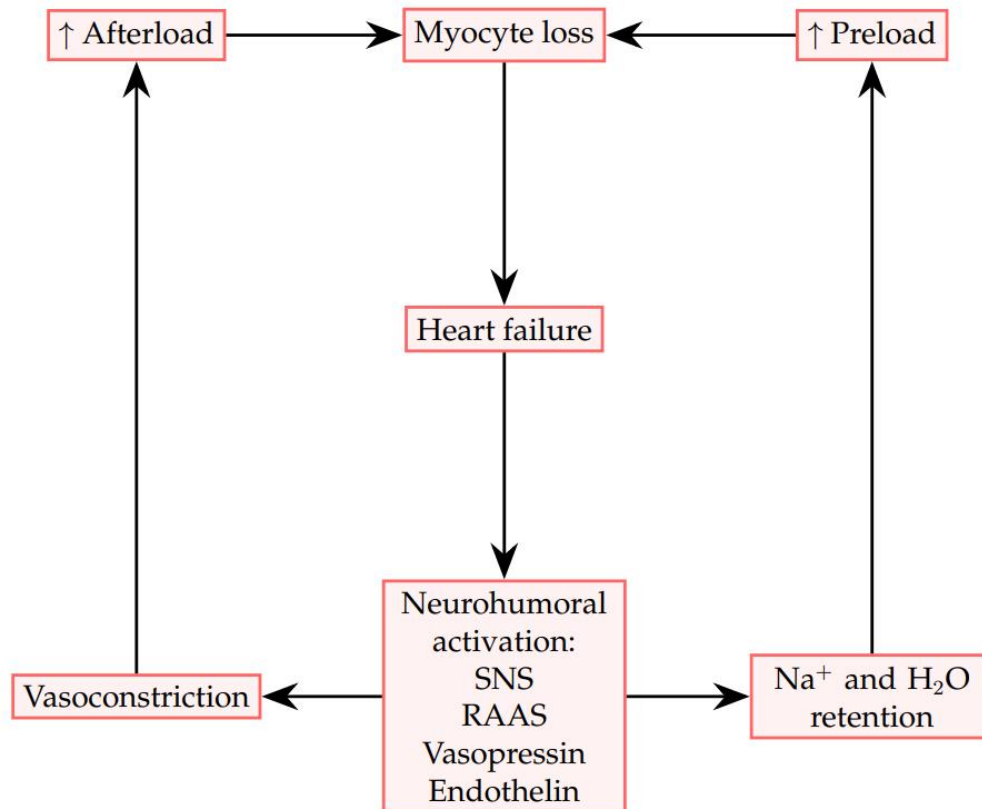 ↑ Afterload
Myocyte loss
↑ Preload
Heart failure
Neurohumoral
activation:
SNS
RAAS
Vasopressin
Endothelin
Vasoconstriction
Na⁺ and H₂O
retention